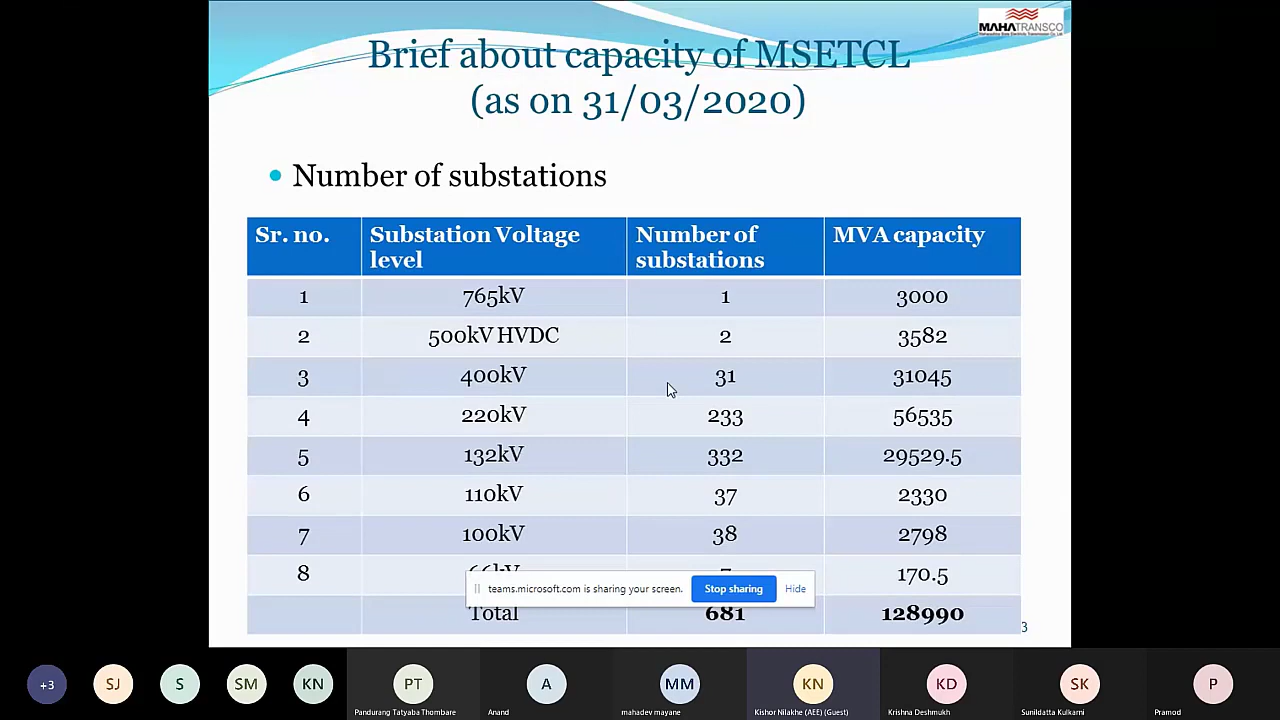 MAHATRANSCO
Brief about capacity of MSETCL
(as on 31/03/2020)
• Number of substations
Sr. no. Substation Voltage level Number of substations MVA capacity
1 765kV 1 3000
2 500kV HVDC 2 3582
3 400kV 31 31045
4 220kV 233 56535
5 132kV 332 29529.5
6 110kV 37 2330
7 100kV 38 2798
8 170.5
teams.microsoft.com is sharing your screen. Stop sharing Hide
Total 681 128990
3
+3 SJ S SM KN PT A MM KN KD SK P
Pandurang Tatyaba Thombare Anand mahadev mayane Kishor Nilakhe (AEE) (Guest) Krishna Deshmukh Sunildatta Kulkarni Pramod